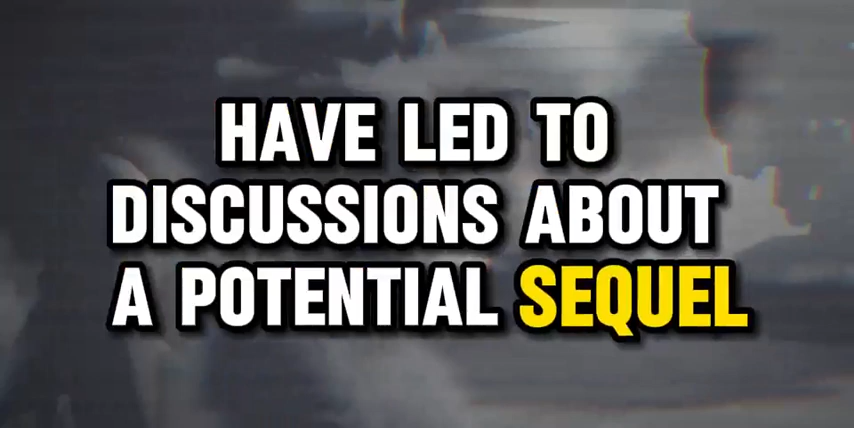 HAVE LED TO
DISCUSSIONS ABOUT
A POTENTIAL SEQUEL